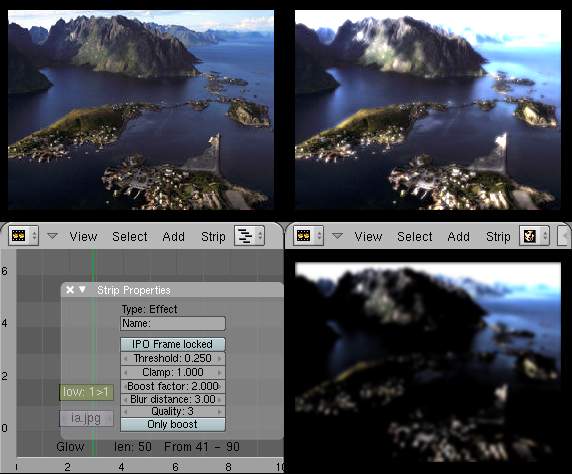 View Select Add Strip
View Select Add Strip
6
Strip Properties
Type: Effect
Name:
4
IPO Frame locked
Threshold: 0.250
Clamp: 1.000
2
low: 1>1
Boost factor: 2.000
Blur distance: 3.00
ia.jpg
Quality: 3
0
Only boost
Glow len: 50 From 41 - 90
2 4 6 8 10